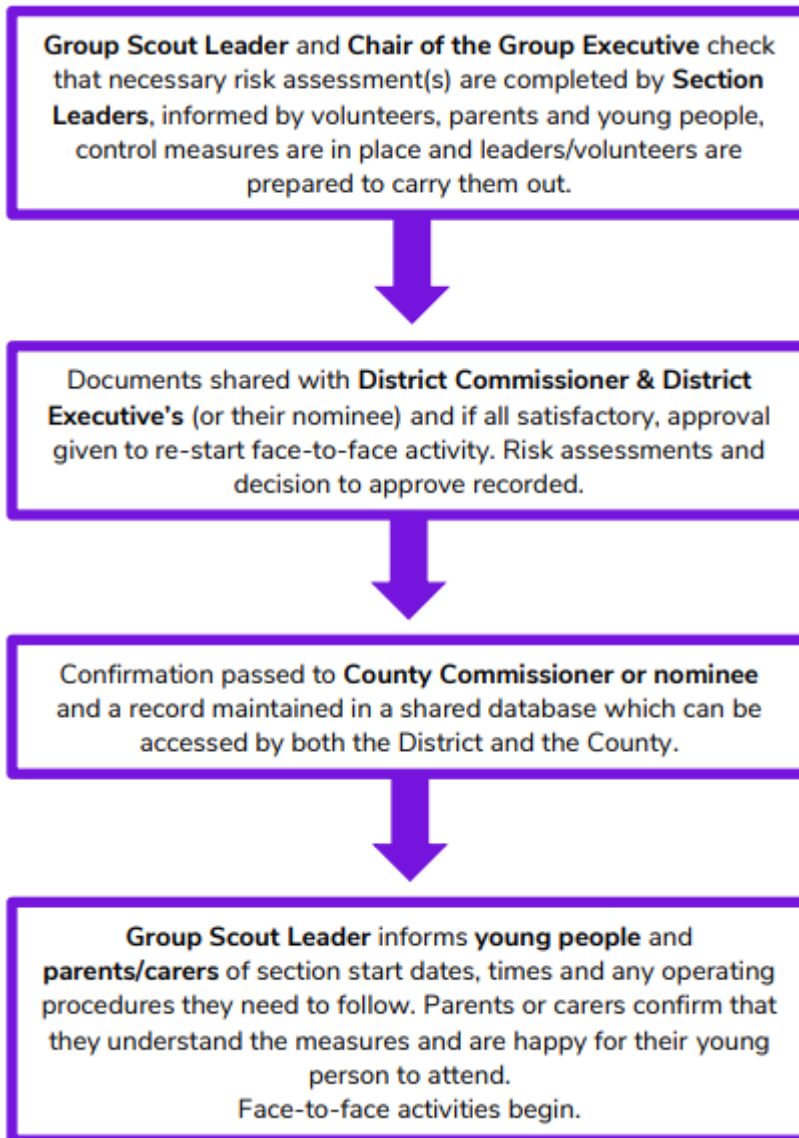 Group Scout Leader and Chair of the Group Executive check
that necessary risk assessment(s) are completed by Section
Leaders, informed by volunteers, parents and young people,
control measures are in place and leaders/volunteers are
prepared to carry them out.
Documents shared with District Commissioner & District
Executive's (or their nominee) and if all satisfactory, approval
given to re-start face-to-face activity. Risk assessments and
decision to approve recorded.
Confirmation passed to County Commissioner or nominee
and a record maintained in a shared database which can be
accessed by both the District and the County.
Group Scout Leader informs young people and
parents/carers of section start dates, times and any operating
procedures they need to follow. Parents or carers confirm that
they understand the measures and are happy for their young
person to attend.
Face-to-face activities begin.